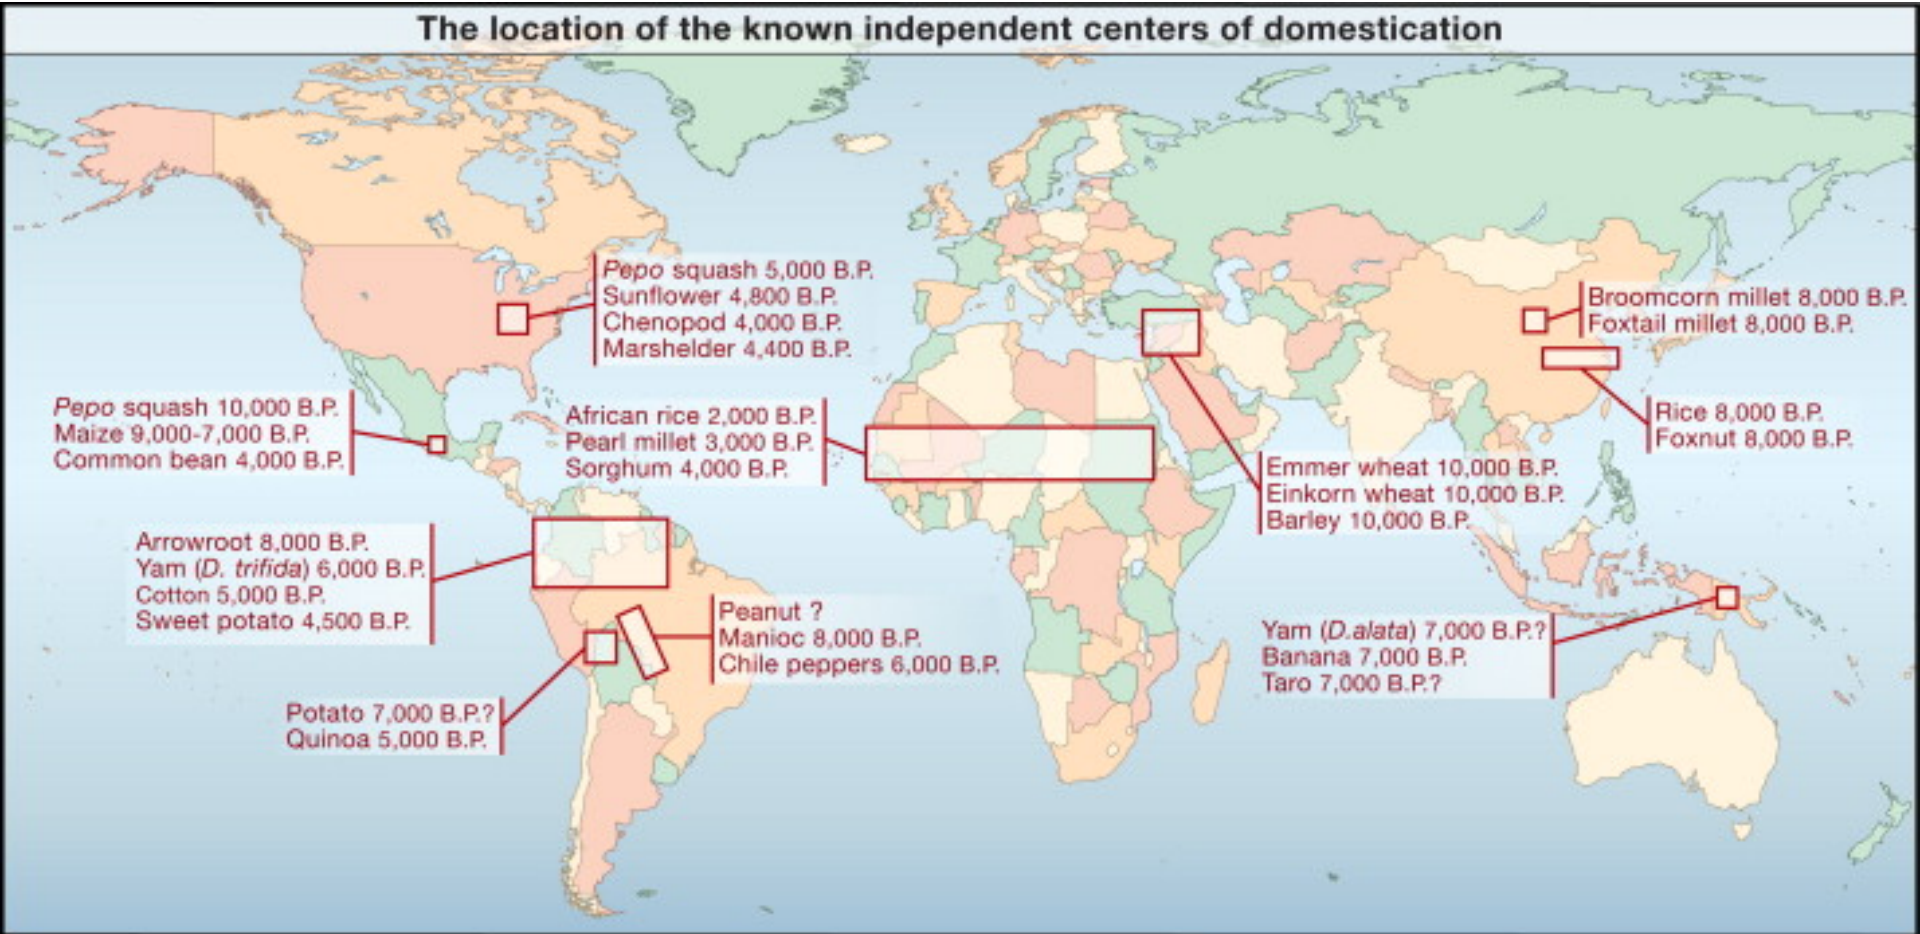 The location of the known independent centers of domestication
Pepo squash 5,000 B.P.
Sunflower 4,800 B.P.
Chenopod 4,000 B.P.
Marshelder 4,400 B.P.
Broomcorn millet 8,000 B.P.
Foxtail millet 8,000 B.P.
Pepo squash 10,000 B.P.
Maize 9,000-7,000 B.P.
Common bean 4,000 B.P.
African rice 2,000 B.P.
Pearl millet 3,000 B.P.
Sorghum 4,000 B.P.
Rice 8,000 B.P.
Foxnut 8,000 B.P.
Emmer wheat 10,000 B.P.
Einkorn wheat 10,000 B.P.
Barley 10,000 B.P.
Arrowroot 8,000 B.P.
Yam (D. trifida) 6,000 B.P.
Cotton 5,000 B.P.
Sweet potato 4,500 B.P.
Peanut ?
Manioc 8,000 B.P.
Chile peppers 6,000 B.P.
Yam (D.alata) 7,000 B.P.?
Banana 7,000 B.P.
Taro 7,000 B.P.?
Potato 7,000 B.P.?
Quinoa 5,000 B.P.